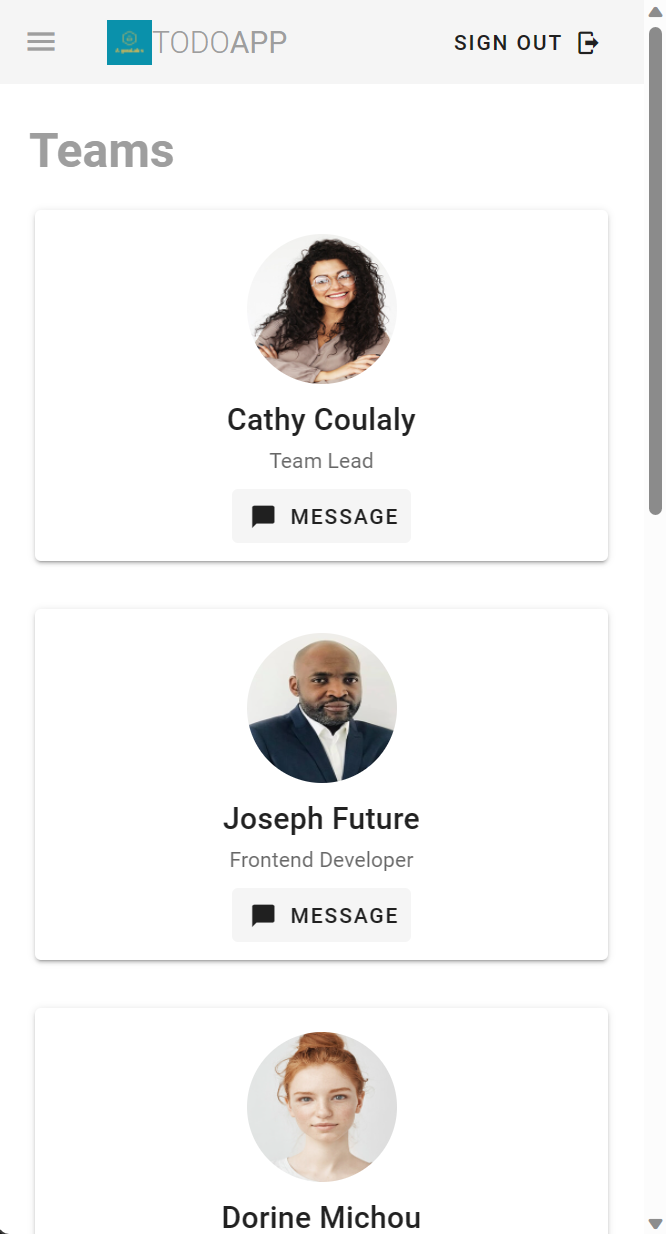 TODOAPP
SIGN OUT
Teams
Cathy Coulaly
Team Lead
MESSAGE
Joseph Future
Frontend Developer
MESSAGE
Dorine Michou